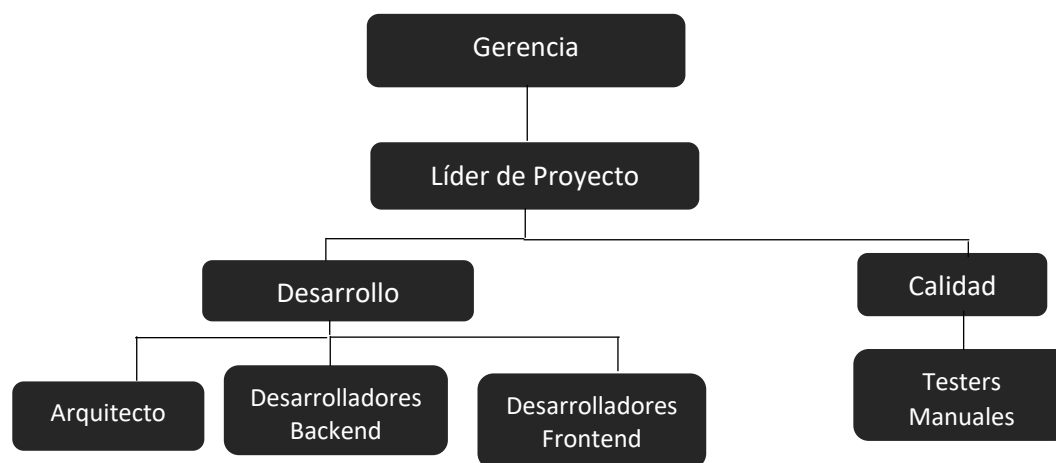 Gerencia
Líder de Proyecto
Desarrollo
Calidad
Arquitecto
Desarrolladores
Backend
Desarrolladores
Frontend
Testers
Manuales